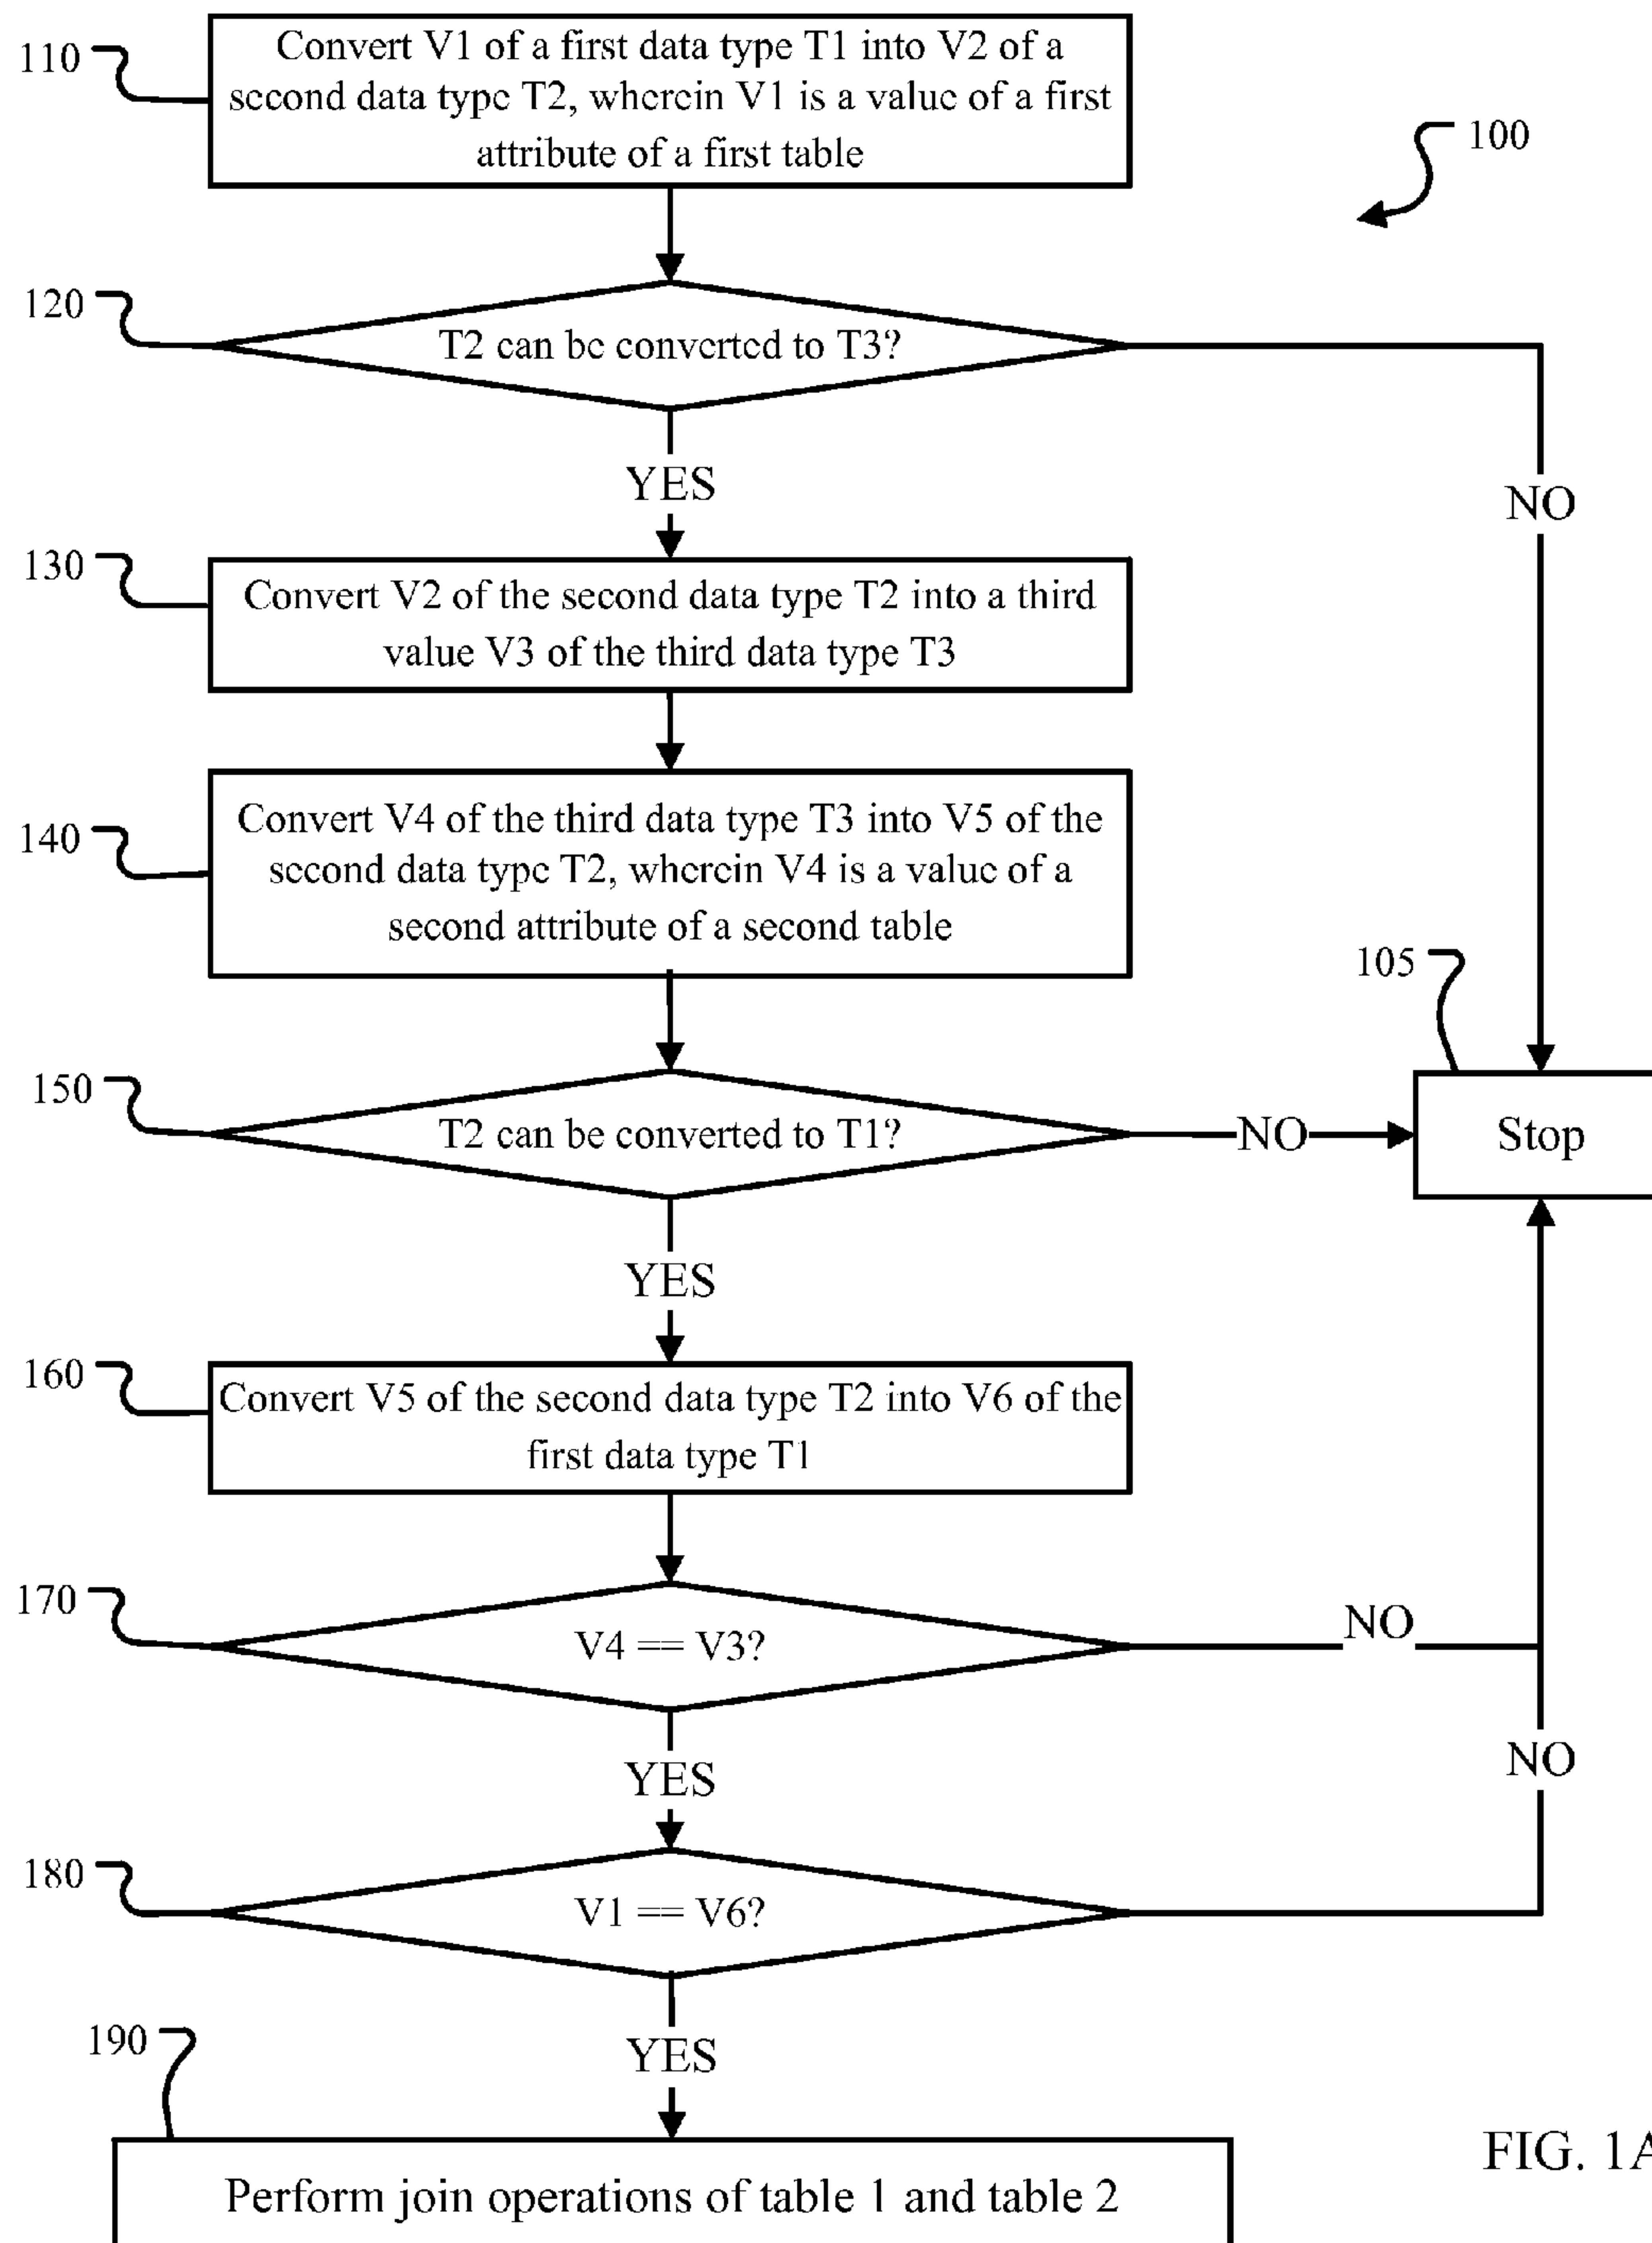 110
Convert V1 of a first data type T1 into V2 of a
second data type T2, wherein V1 is a value of a first
attribute of a first table
100
120
T2 can be converted to T3?
YES
NO
130
Convert V2 of the second data type T2 into a third
value V3 of the third data type T3
140
Convert V4 of the third data type T3 into V5 of the
second data type T2, wherein V4 is a value of a
second attribute of a second table
105
150
T2 can be converted to T1?
NO
Stop
YES
160
Convert V5 of the second data type T2 into V6 of the
first data type T1
170
V4 == V3?
NO
YES
NO
180
V1 == V6?
YES
190
Perform join operations of table 1 and table 2
FIG. 1A